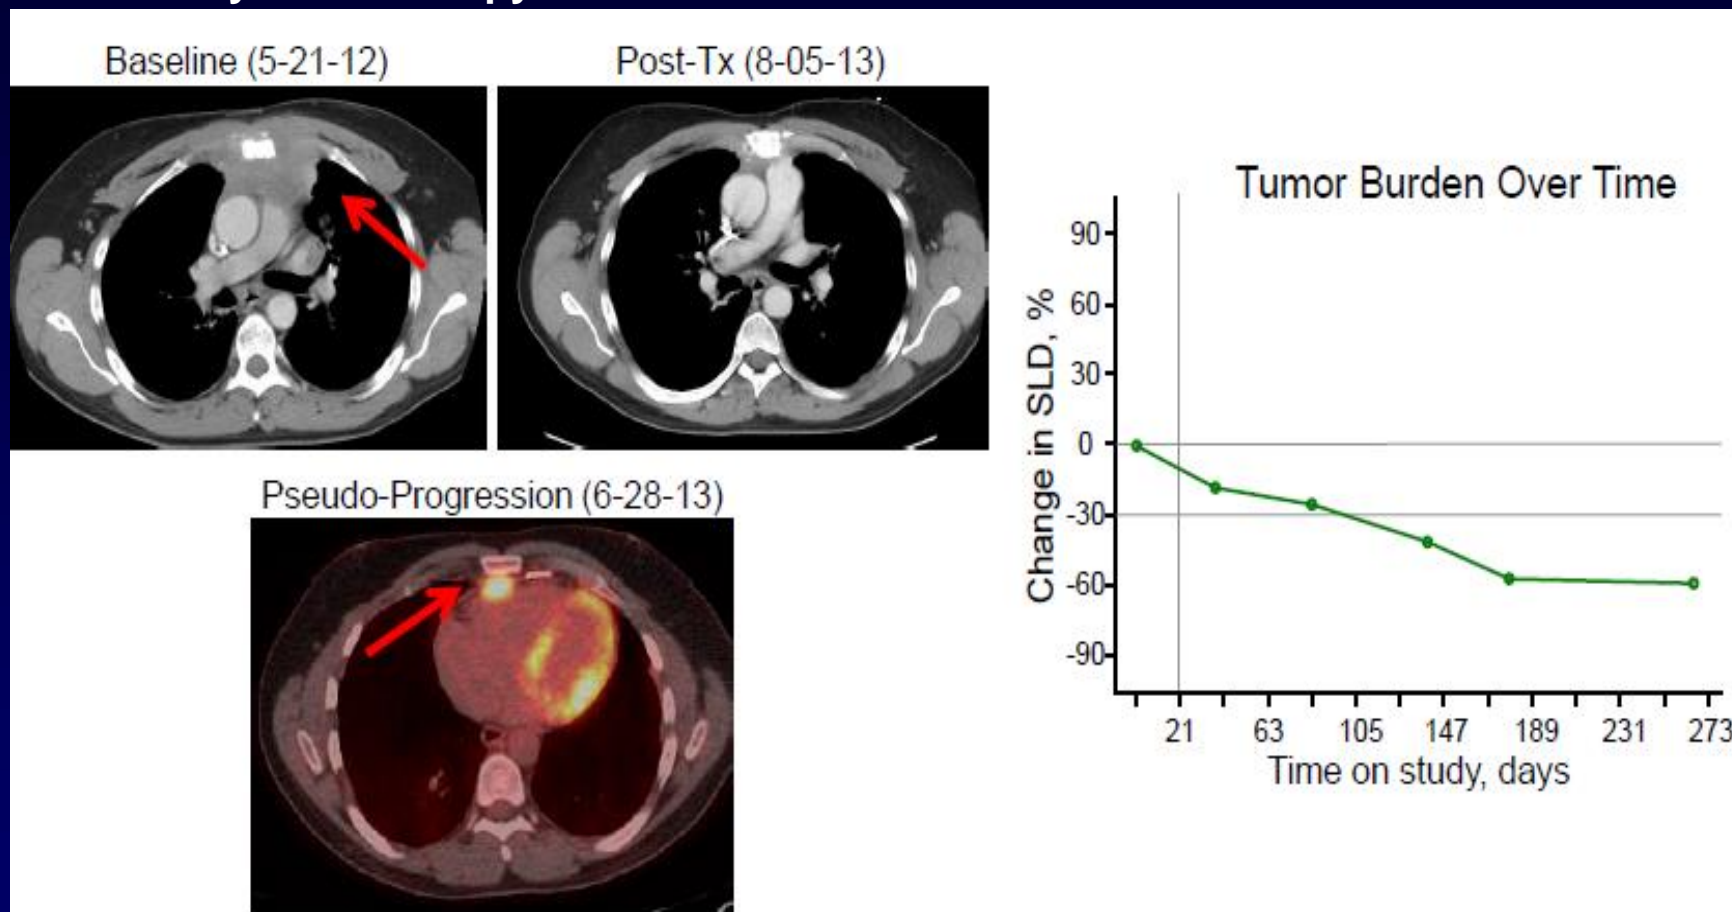 Baseline (5-21-12)
Post-Tx (8-05-13)
Pseudo-Progression (6-28-13)
Tumor Burden Over Time
Change in SLD, %
90
60
30
0
-30
-60
-90
21 63 105 147 189 231 273
Time on study, days